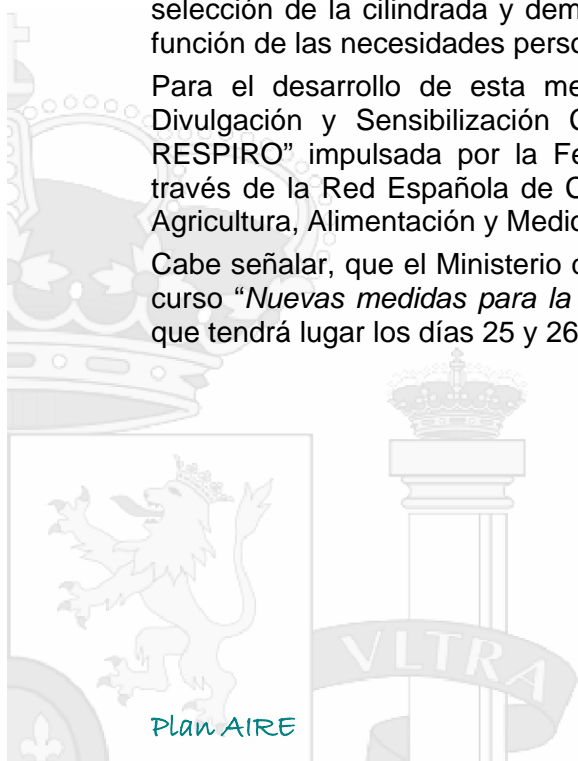 selección de la cilindrada y dem
función de las necesidades perso
Para el desarrollo de esta me
Divulgación y Sensibilización C
RESPIRO” impulsada por la Fe
través de la Red Española de C
Agricultura, Alimentación y Medio
Cabe señalar, que el Ministerio d
curso “Nuevas medidas para la
que tendrá lugar los días 25 y 26
VLTRA
Plan AIRE